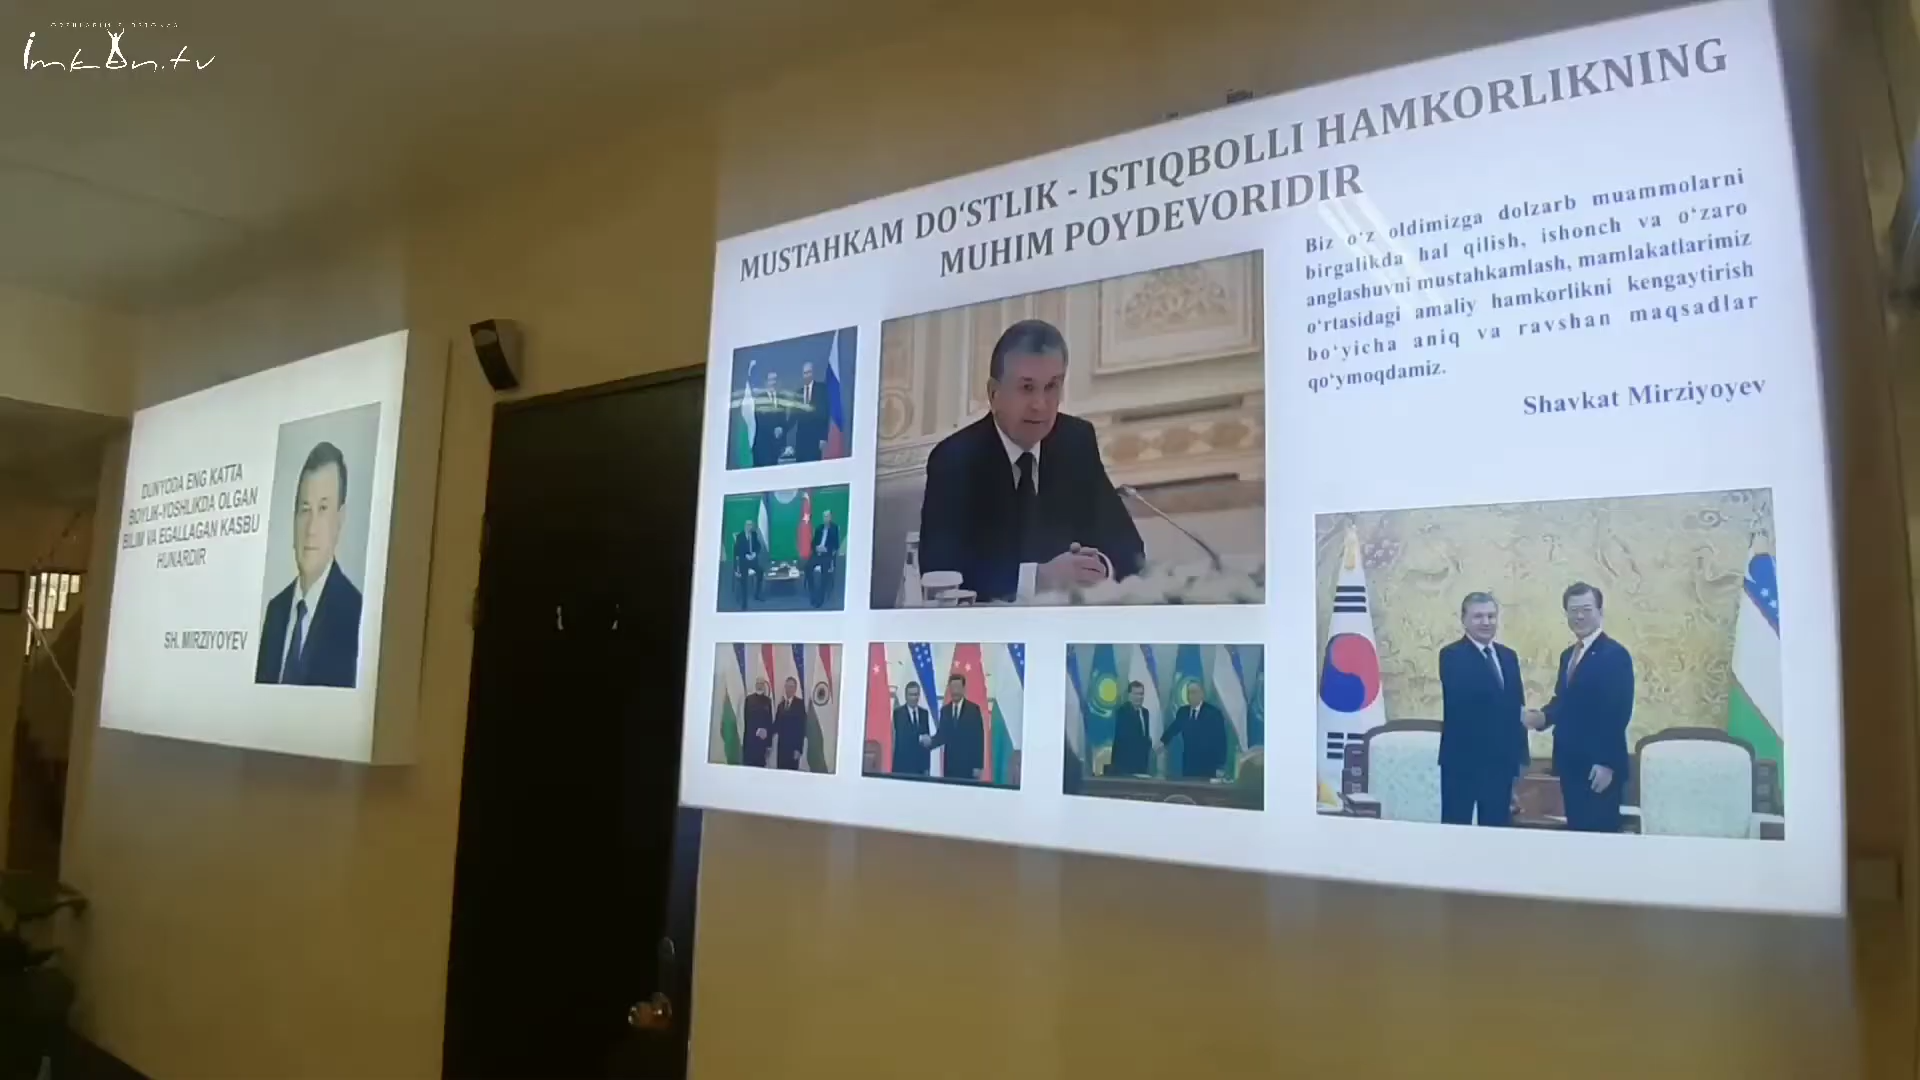 imkon.tv
MUSTAHKAM DO‘STLIK - ISTIQBOLLI HAMKORLIKNING
MUHIM POYDEVORIDIR
Biz o‘z oldimizga dolzarb muammolarni
birgalikda hal qilish, ishonch va o‘zaro
anglashuvni mustahkamlash, mamlakatlarimiz
o‘rtasidagi amaliy hamkorlikni kengaytirish
bo‘yicha aniq va ravshan maqsadlar
qo‘ymoqdamiz.
Shavkat Mirziyoyev
DUNYODA ENG KATTA
BOYLIK-YOSHLIKDA OLGAN
BILIM VA EGALLAGAN KASBU
HUNARDIR
SH. MIRZIYOYEV